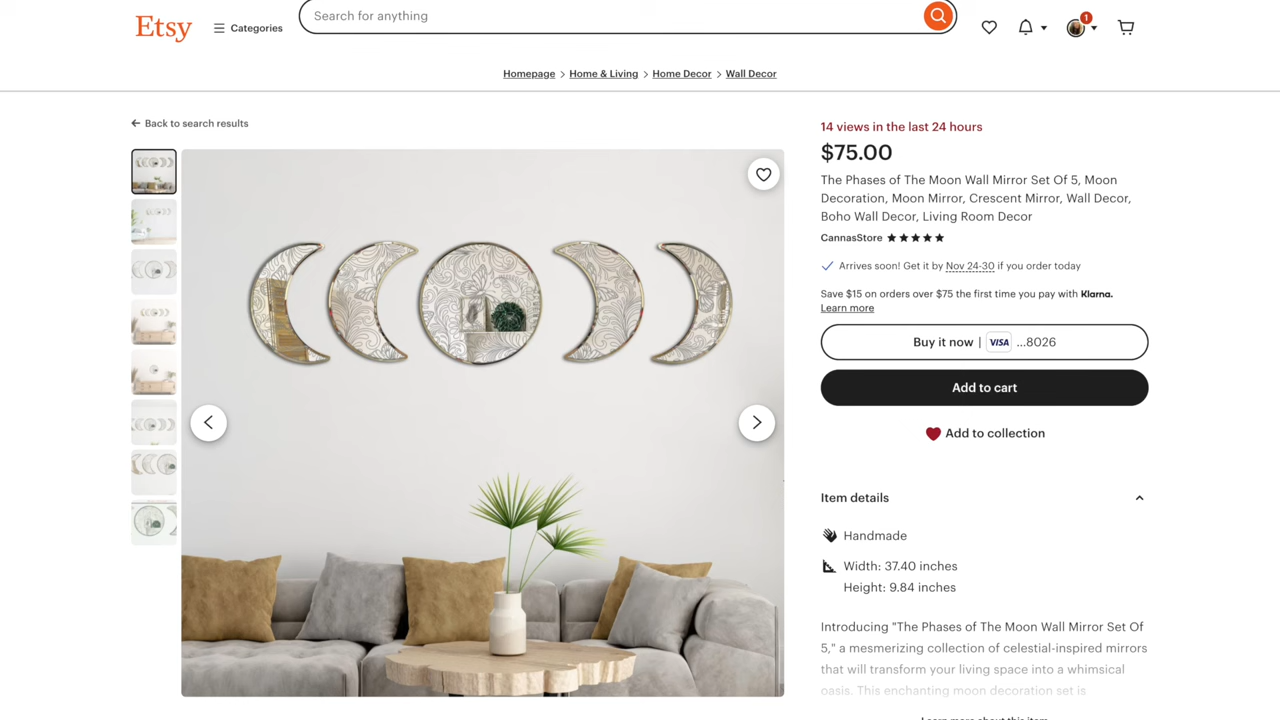 Etsy
Categories
Search for anything
1
Homepage > Home & Living > Home Decor > Wall Decor
Back to search results
14 views in the last 24 hours
$75.00
The Phases of The Moon Wall Mirror Set Of 5, Moon
Decoration, Moon Mirror, Crescent Mirror, Wall Decor,
Boho Wall Decor, Living Room Decor
CannasStore ★★★★★
Arrives soon! Get it by Nov 24-30 if you order today
Save $15 on orders over $75 the first time you pay with Klarna.
Learn more
Buy it now | VISA ...8026
Add to cart
Add to collection
Item details
Handmade
Width: 37.40 inches
Height: 9.84 inches
Introducing "The Phases of The Moon Wall Mirror Set Of
5," a mesmerizing collection of celestial-inspired mirrors
that will transform your living space into a whimsical
oasis. This enchanting moon decoration set is
Learn more about this item